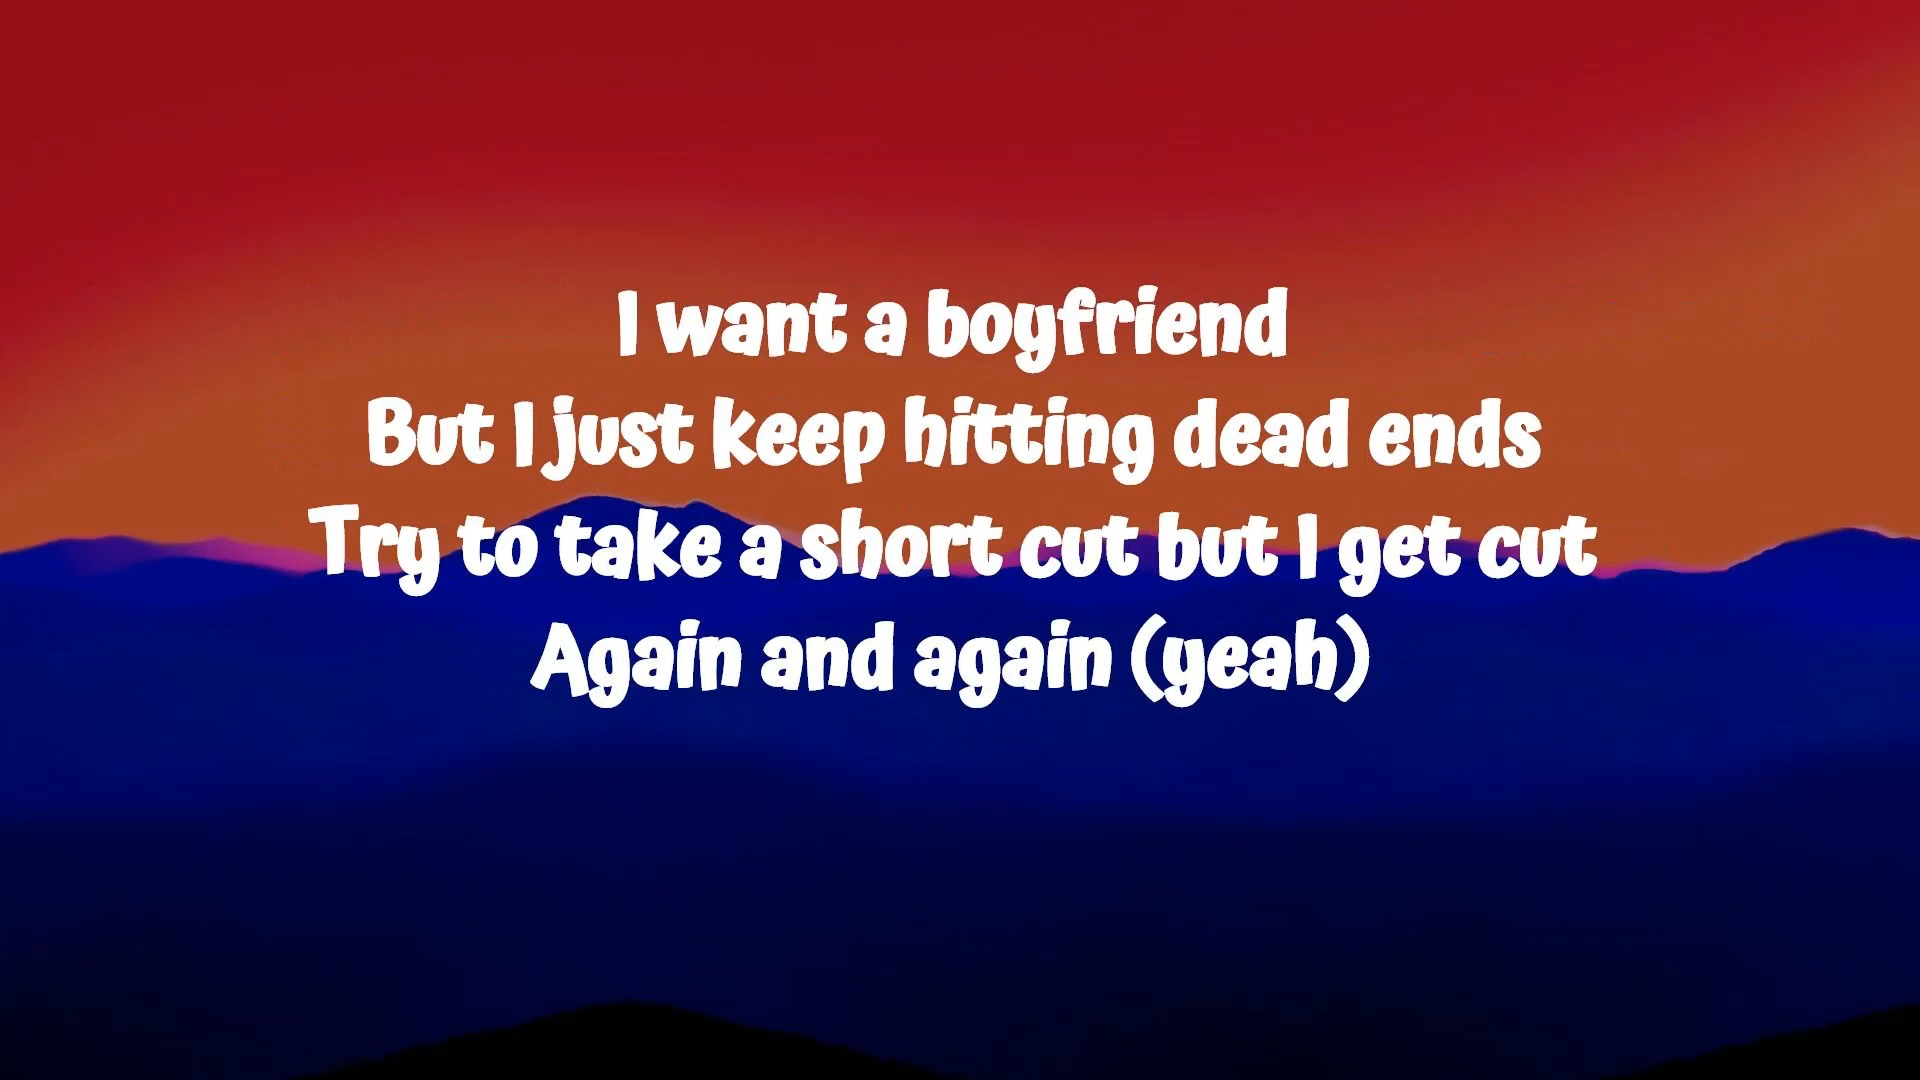 I want a boyfriend
But I just keep hitting dead ends
Try to take a short cut but I get cut
Again and again (yeah)